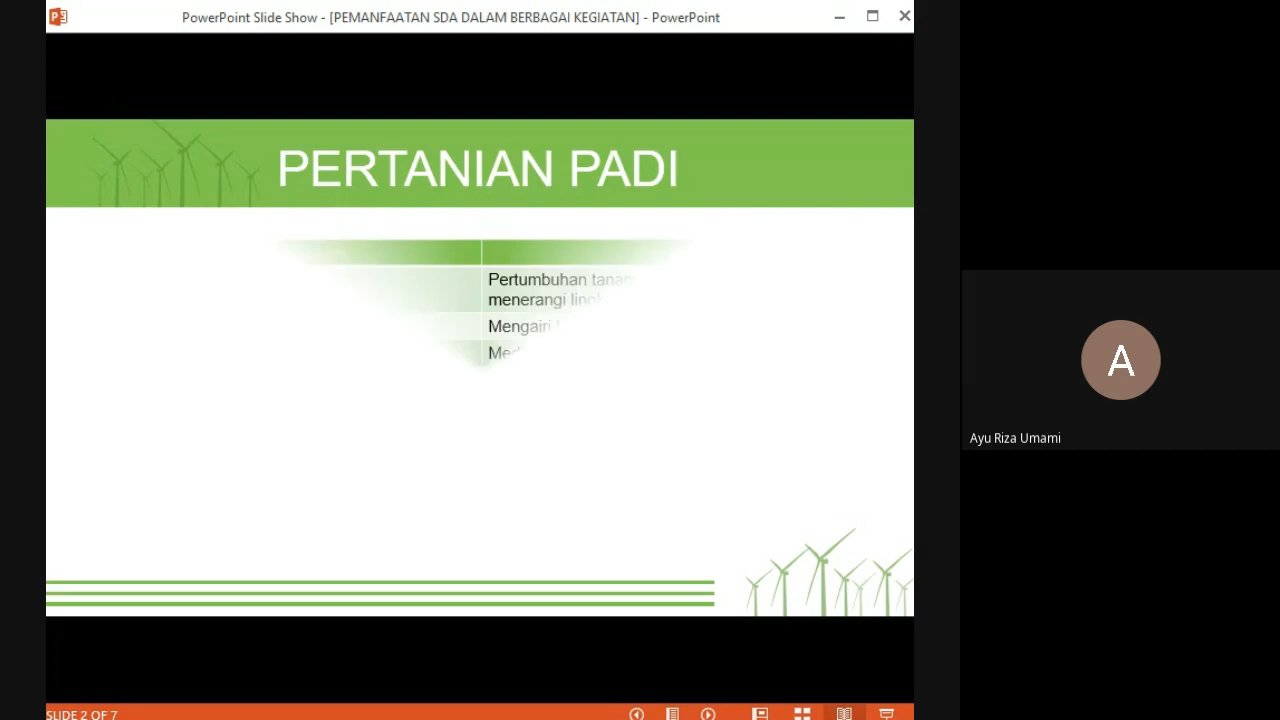 PowerPoint Slide Show - [PEMANFAATAN SDA DALAM BERBAGAI KEGIATAN] - PowerPoint
PERTANIAN PADI
Pertumbuhan
menerangi
Mengairi
A
Ayu Riza Umami
SLIDE 2 OF 7